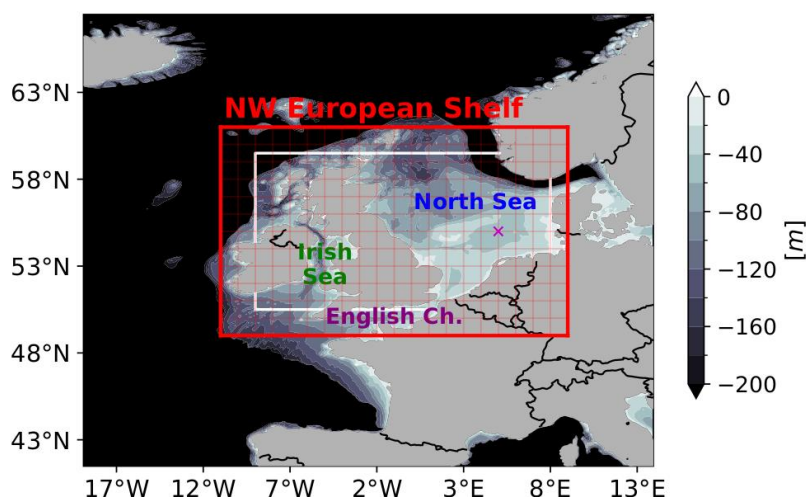 NW European Shelf
North Sea
Irish
Sea
English Ch.
63°N
58°N
53°N
48°N
43°N
17°W 12°W 7°W 2°W 3°E 8°E 13°E
0
−40
−80
−120
−160
−200
[m]